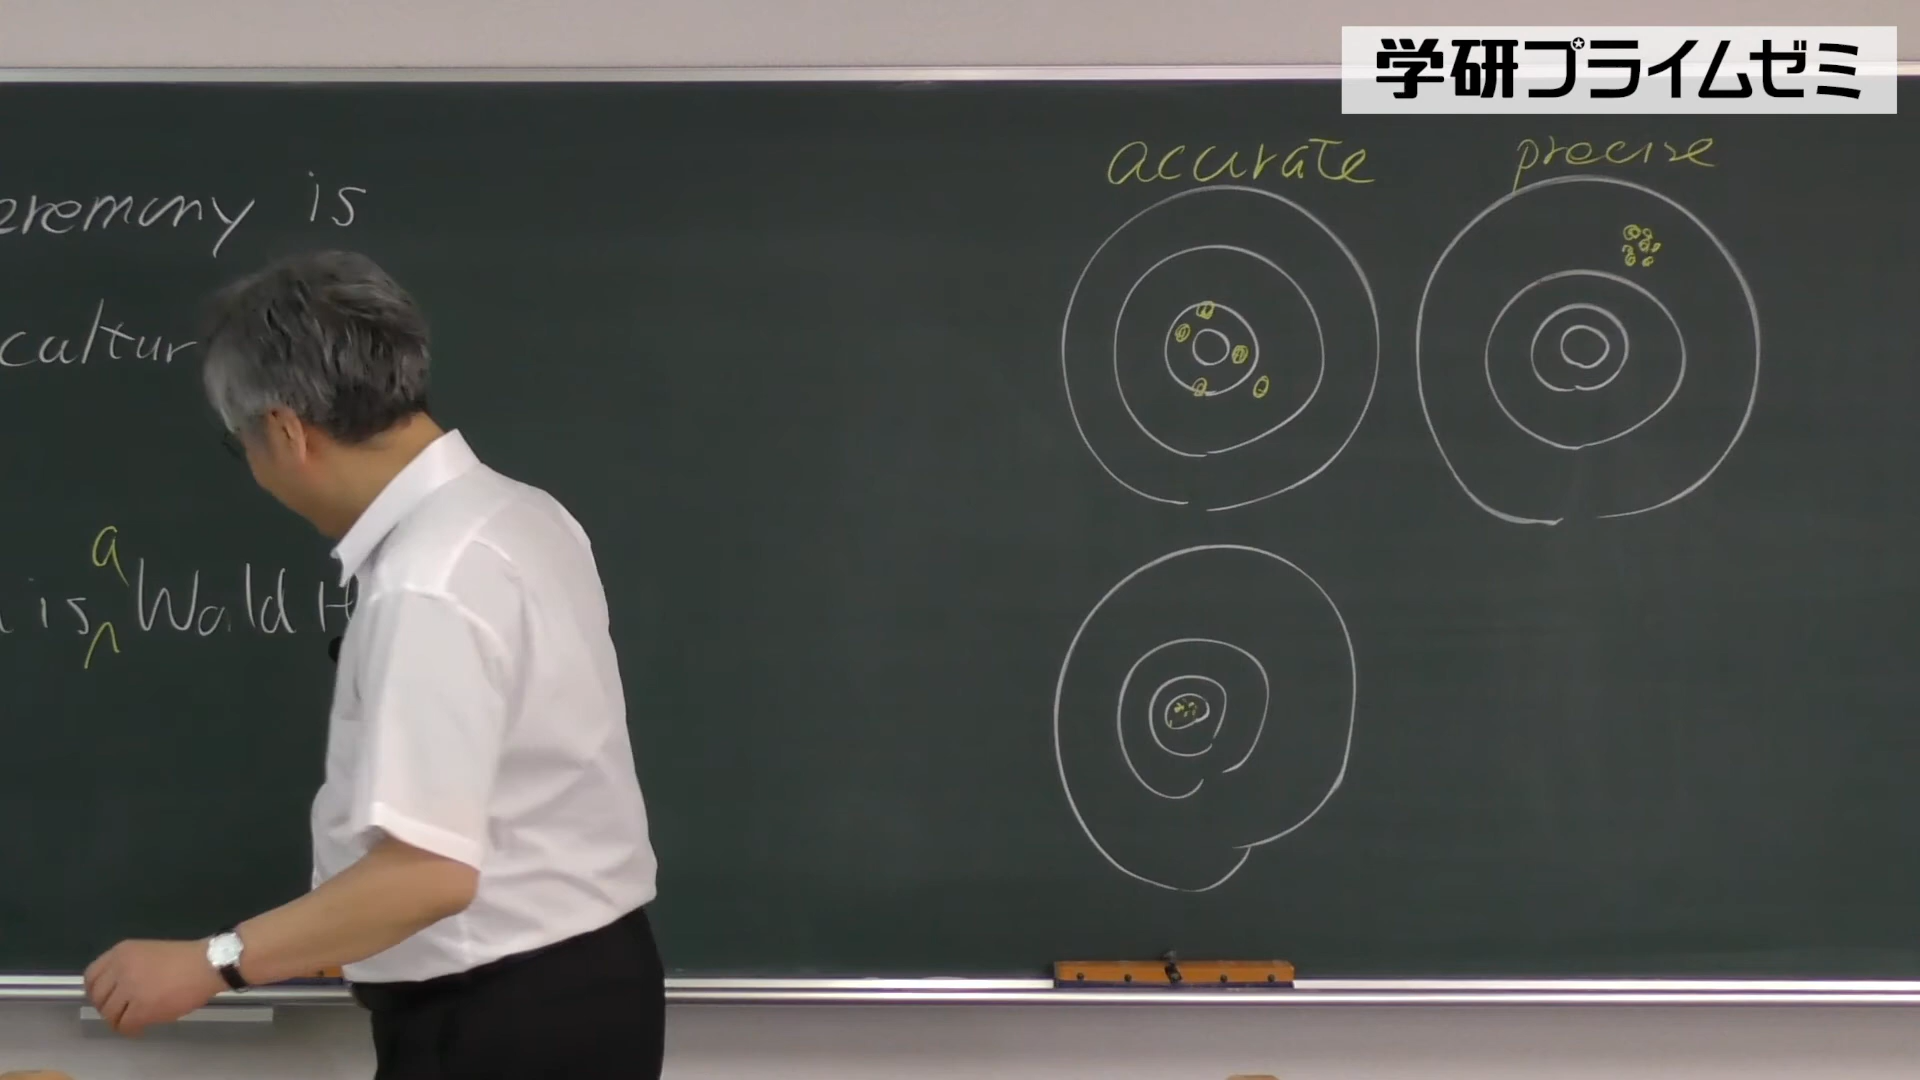 学研プライムゼミ
accurate precise
eremony is
cultur
a
is Wald H